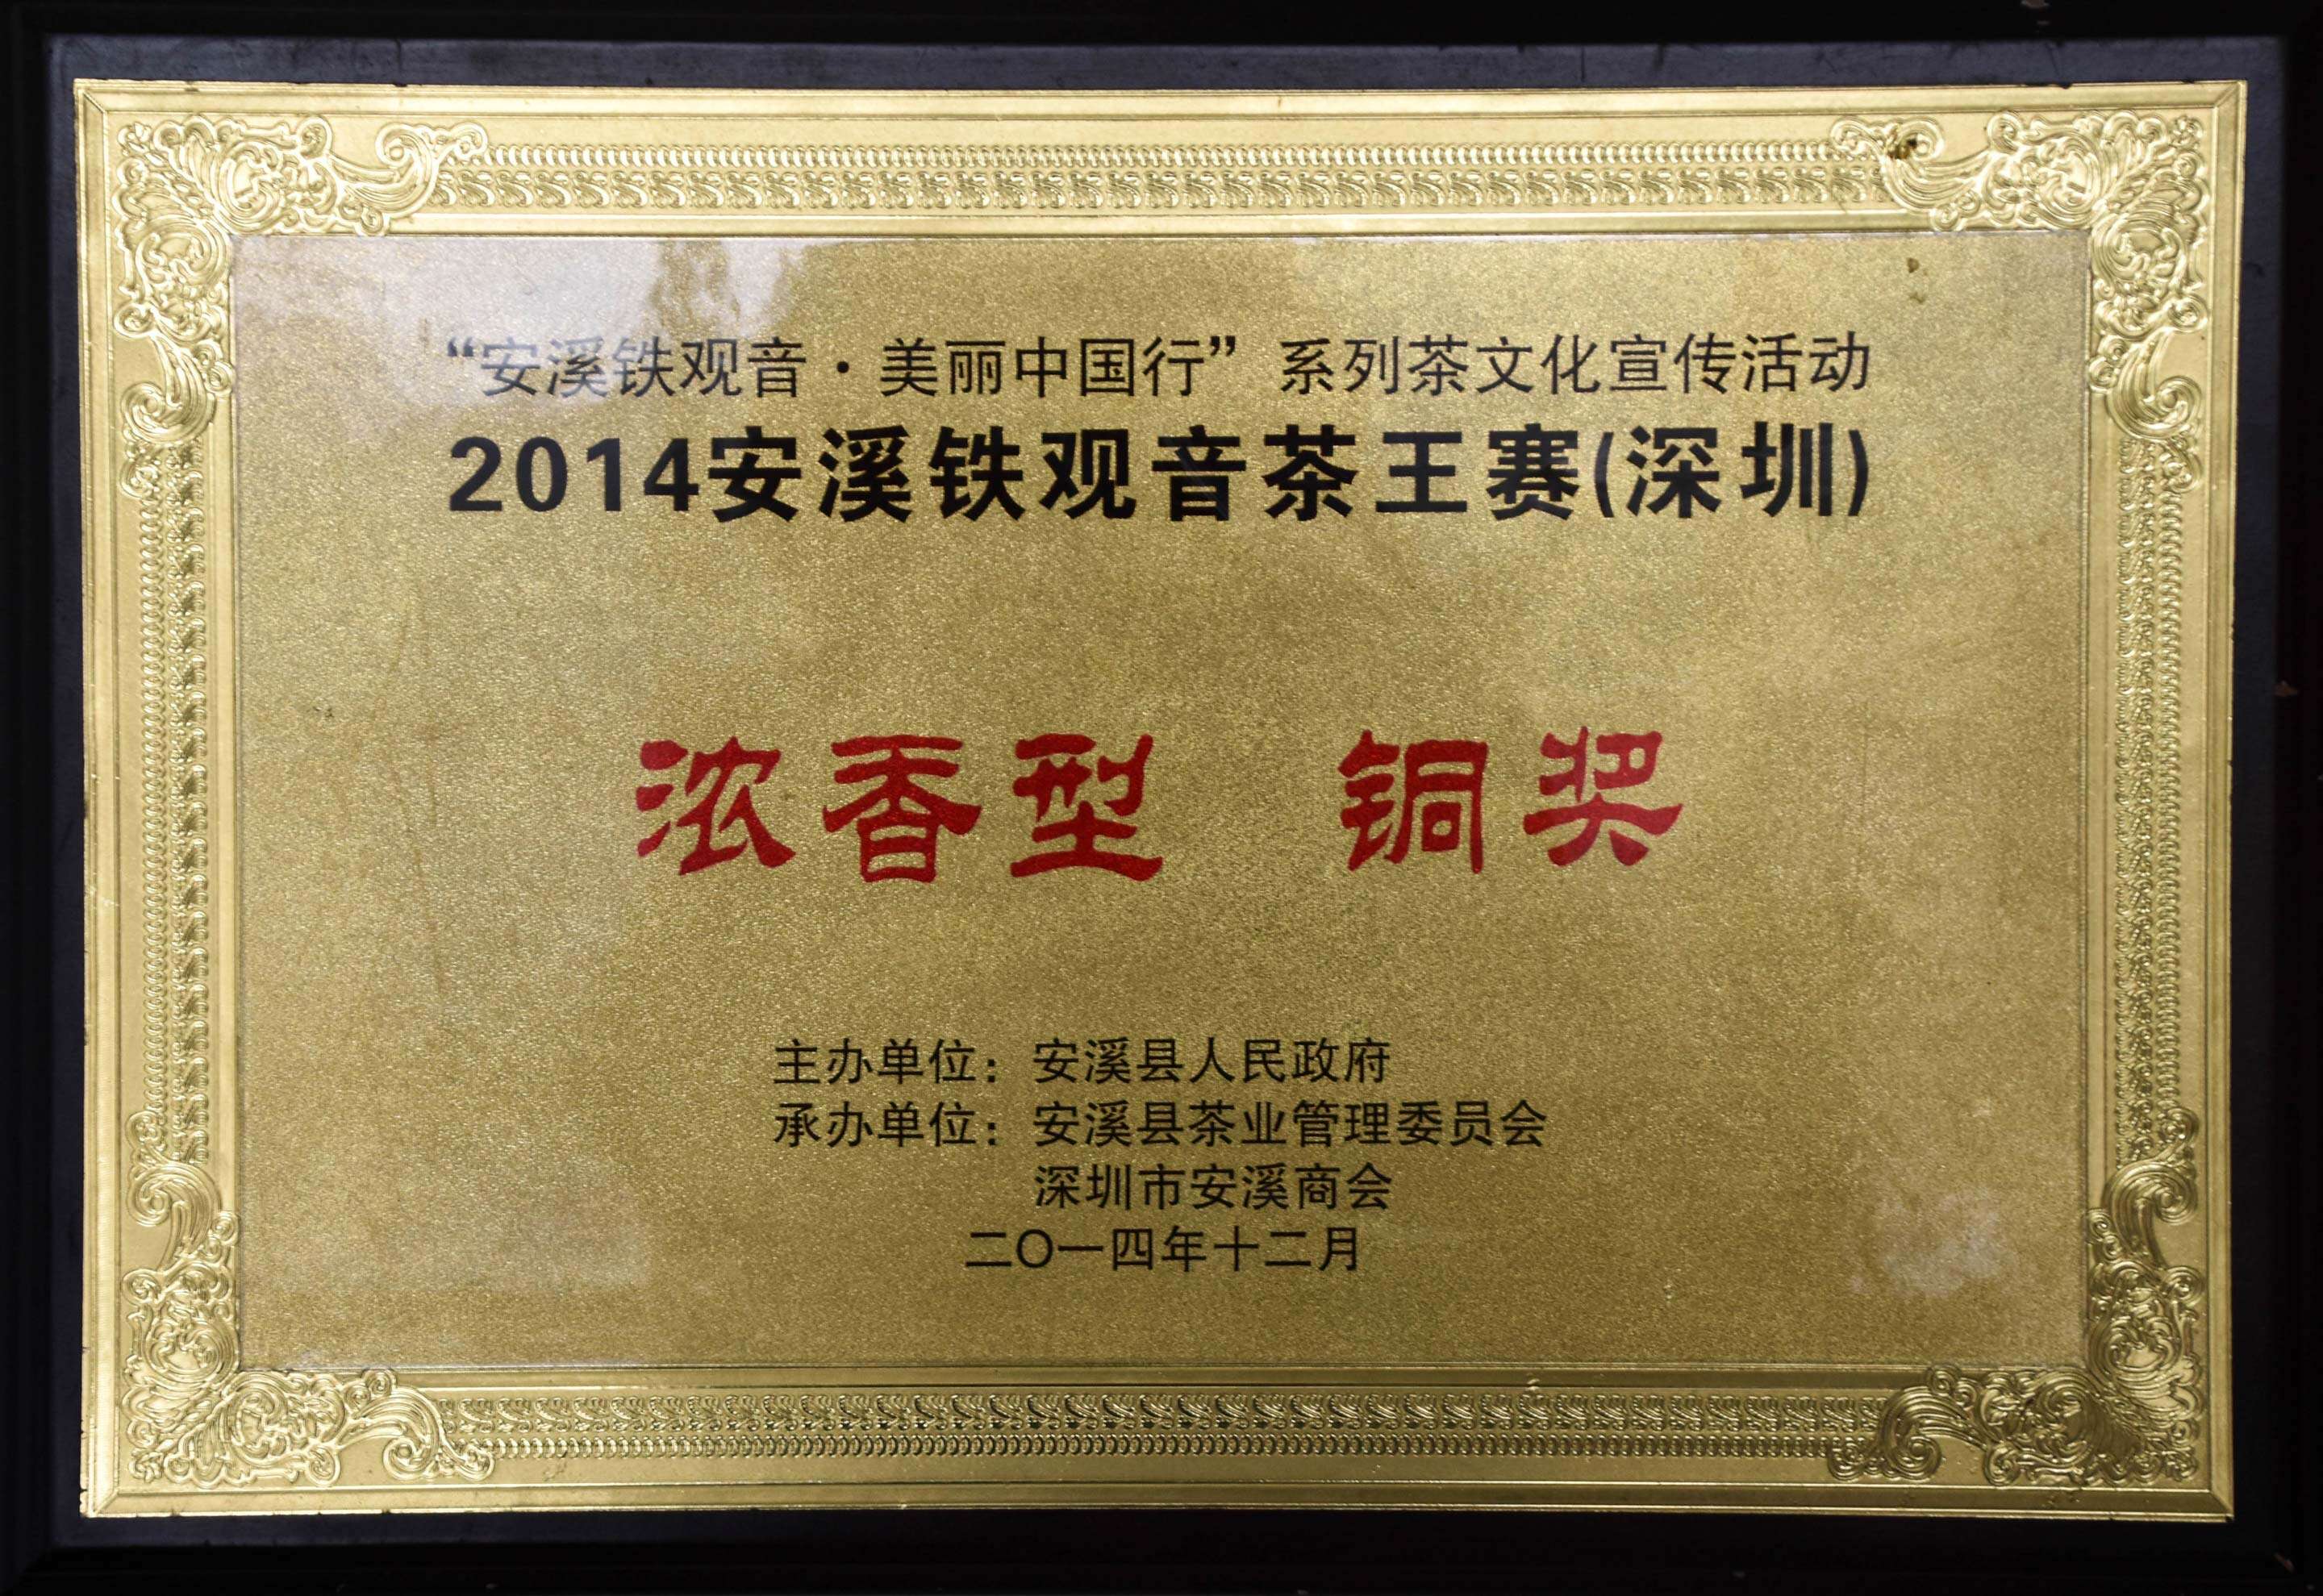 “安溪铁观音·美丽中国行”系列茶文化宣传活动
2014安溪铁观音茶王赛(深圳)
浓香型 铜奖
主办单位：安溪县人民政府
承办单位：安溪县茶业管理委员会
深圳市安溪商会
二〇一四年十二月